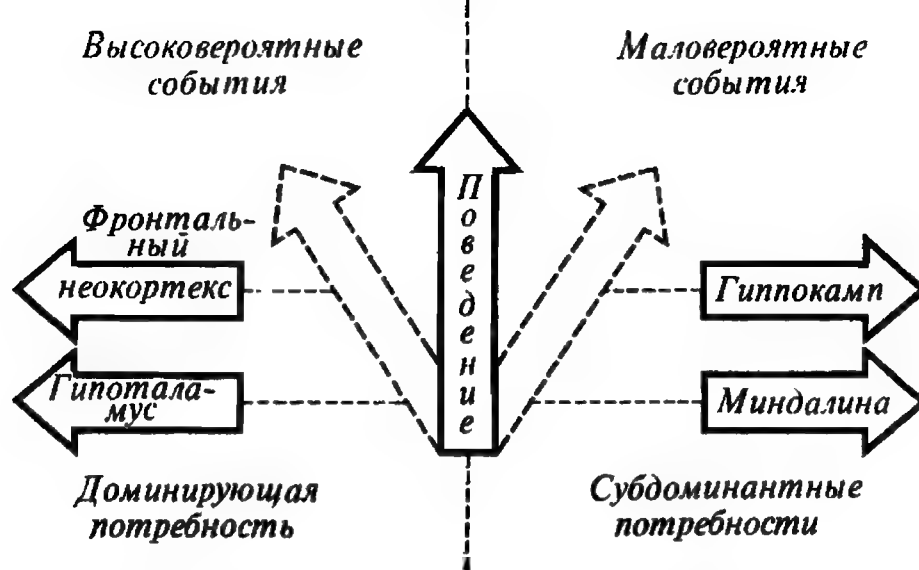 Высоковероятные
события
Маловероятные
события
Поведение
Фронталь-
ный
неокортекс
Гиппокамп
Гипотала-
мус
Миндалина
Доминирующая
потребность
Субдоминантные
потребности